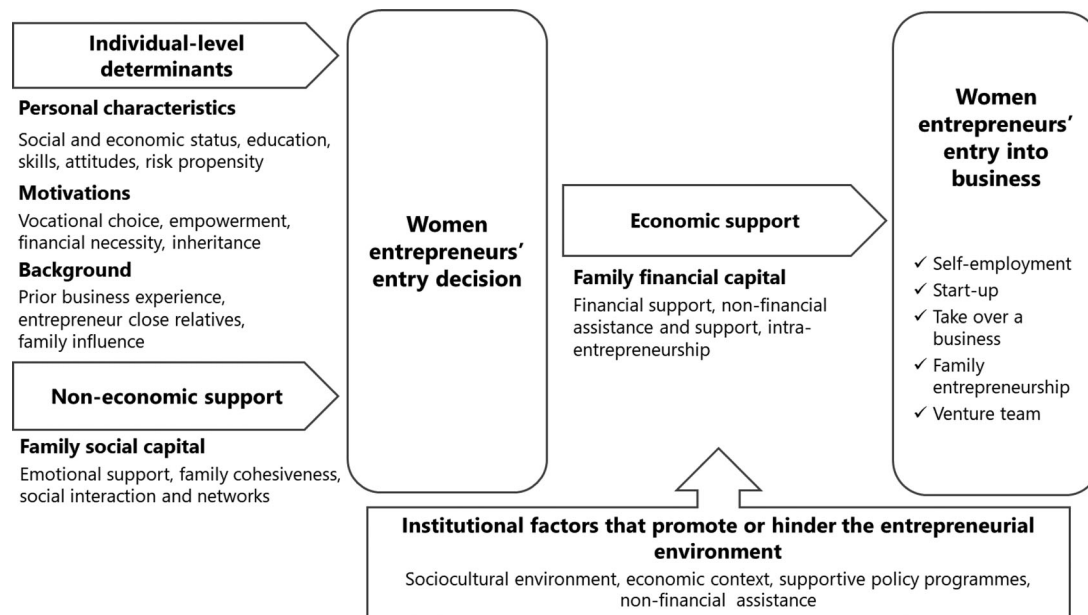 Individual-level
determinants
Personal characteristics
Social and economic status, education,
skills, attitudes, risk propensity
Motivations
Vocational choice, empowerment,
financial necessity, inheritance
Background
Prior business experience,
entrepreneur close relatives,
family influence
Non-economic support
Family social capital
Emotional support, family cohesiveness,
social interaction and networks
Women
entrepreneurs’
entry decision
Economic support
Family financial capital
Financial support, non-financial
assistance and support, intra-
entrepreneurship
Women
entrepreneurs’
entry into
business
✓ Self-employment
✓ Start-up
✓ Take over a
business
✓ Family
entrepreneurship
✓ Venture team
Institutional factors that promote or hinder the entrepreneurial
environment
Sociocultural environment, economic context, supportive policy programmes,
non-financial assistance